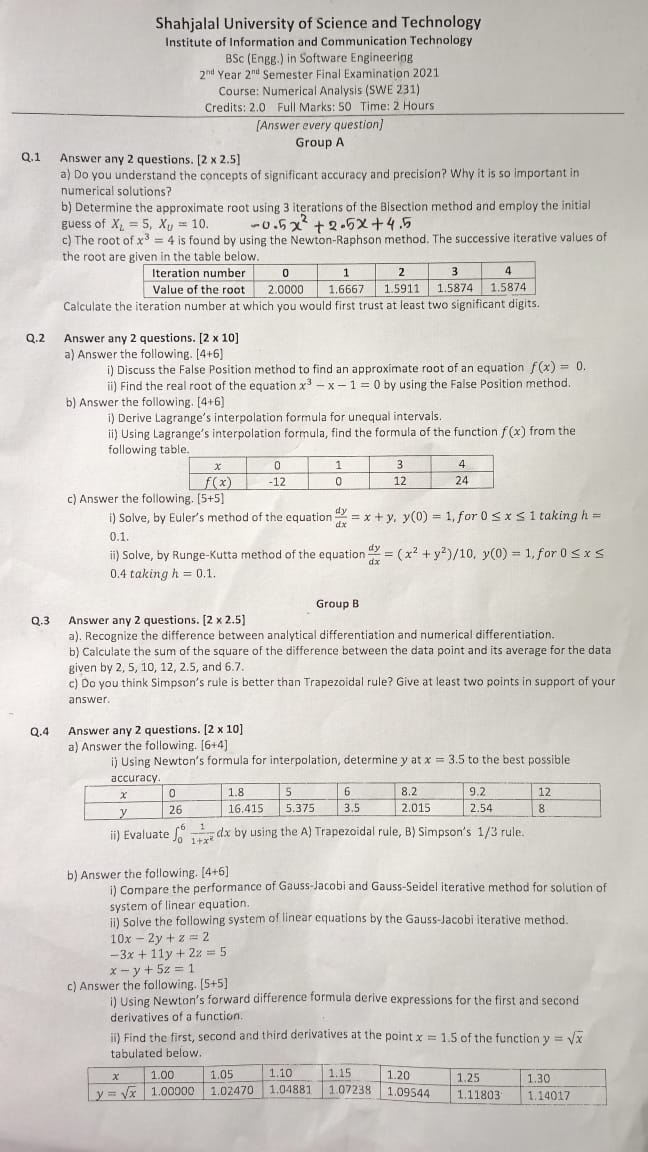 Shahjalal University of Science and Technology
Institute of Information and Communication Technology
BSc (Engg.) in Software Engineering
2nd Year 2nd Semester Final Examination 2021
Course: Numerical Analysis (SWE 231)
Credits: 2.0 Full Marks: 50 Time: 2 Hours
[Answer every question]
Group A
Q.1 Answer any 2 questions. [2 x 2.5]
a) Do you understand the concepts of significant accuracy and precision? Why it is so important in
numerical solutions?
b) Determine the approximate root using 3 iterations of the Bisection method and employ the initial
guess of X_L = 5, X_U = 10. -0.5x² + 2.5x + 4.5
c) The root of x³ = 4 is found by using the Newton-Raphson method. The successive iterative values of
the root are given in the table below.
Iteration number 0 1 2 3 4
Value of the root 2.0000 1.6667 1.5911 1.5874 1.5874
Calculate the iteration number at which you would first trust at least two significant digits.
Q.2 Answer any 2 questions. [2 x 10]
a) Answer the following. [4+6]
i) Discuss the False Position method to find an approximate root of an equation f(x) = 0.
ii) Find the real root of the equation x³ − x − 1 = 0 by using the False Position method.
b) Answer the following. [4+6]
i) Derive Lagrange's interpolation formula for unequal intervals.
ii) Using Lagrange's interpolation formula, find the formula of the function f(x) from the
following table.
x 0 1 3 4
f(x) -12 0 12 24
c) Answer the following. [5+5]
i) Solve, by Euler's method of the equation dy/dx = x + y, y(0) = 1, for 0 ≤ x ≤ 1 taking h =
0.1.
ii) Solve, by Runge-Kutta method of the equation dy/dx = (x² + y²)/10, y(0) = 1, for 0 ≤ x ≤
0.4 taking h = 0.1.
Group B
Q.3 Answer any 2 questions. [2 x 2.5]
a). Recognize the difference between analytical differentiation and numerical differentiation.
b) Calculate the sum of the square of the difference between the data point and its average for the data
given by 2, 5, 10, 12, 2.5, and 6.7.
c) Do you think Simpson's rule is better than Trapezoidal rule? Give at least two points in support of your
answer.
Q.4 Answer any 2 questions. [2 x 10]
a) Answer the following. [6+4]
i) Using Newton's formula for interpolation, determine y at x = 3.5 to the best possible
accuracy.
x 0 1.8 5 6 8.2 9.2 12
y 26 16.415 5.375 3.5 2.015 2.54 8
ii) Evaluate ∫₀⁶ 1/(1+x²) dx by using the A) Trapezoidal rule, B) Simpson's 1/3 rule.
b) Answer the following. [4+6]
i) Compare the performance of Gauss-Jacobi and Gauss-Seidel iterative method for solution of
system of linear equation.
ii) Solve the following system of linear equations by the Gauss-Jacobi iterative method.
10x − 2y + z = 2
−3x + 11y + 2z = 5
x − y + 5z = 1
c) Answer the following. [5+5]
i) Using Newton's forward difference formula derive expressions for the first and second
derivatives of a function.
ii) Find the first, second and third derivatives at the point x = 1.5 of the function y = √x
tabulated below.
x 1.00 1.05 1.10 1.15 1.20 1.25 1.30
y = √x 1.00000 1.02470 1.04881 1.07238 1.09544 1.11803 1.14017